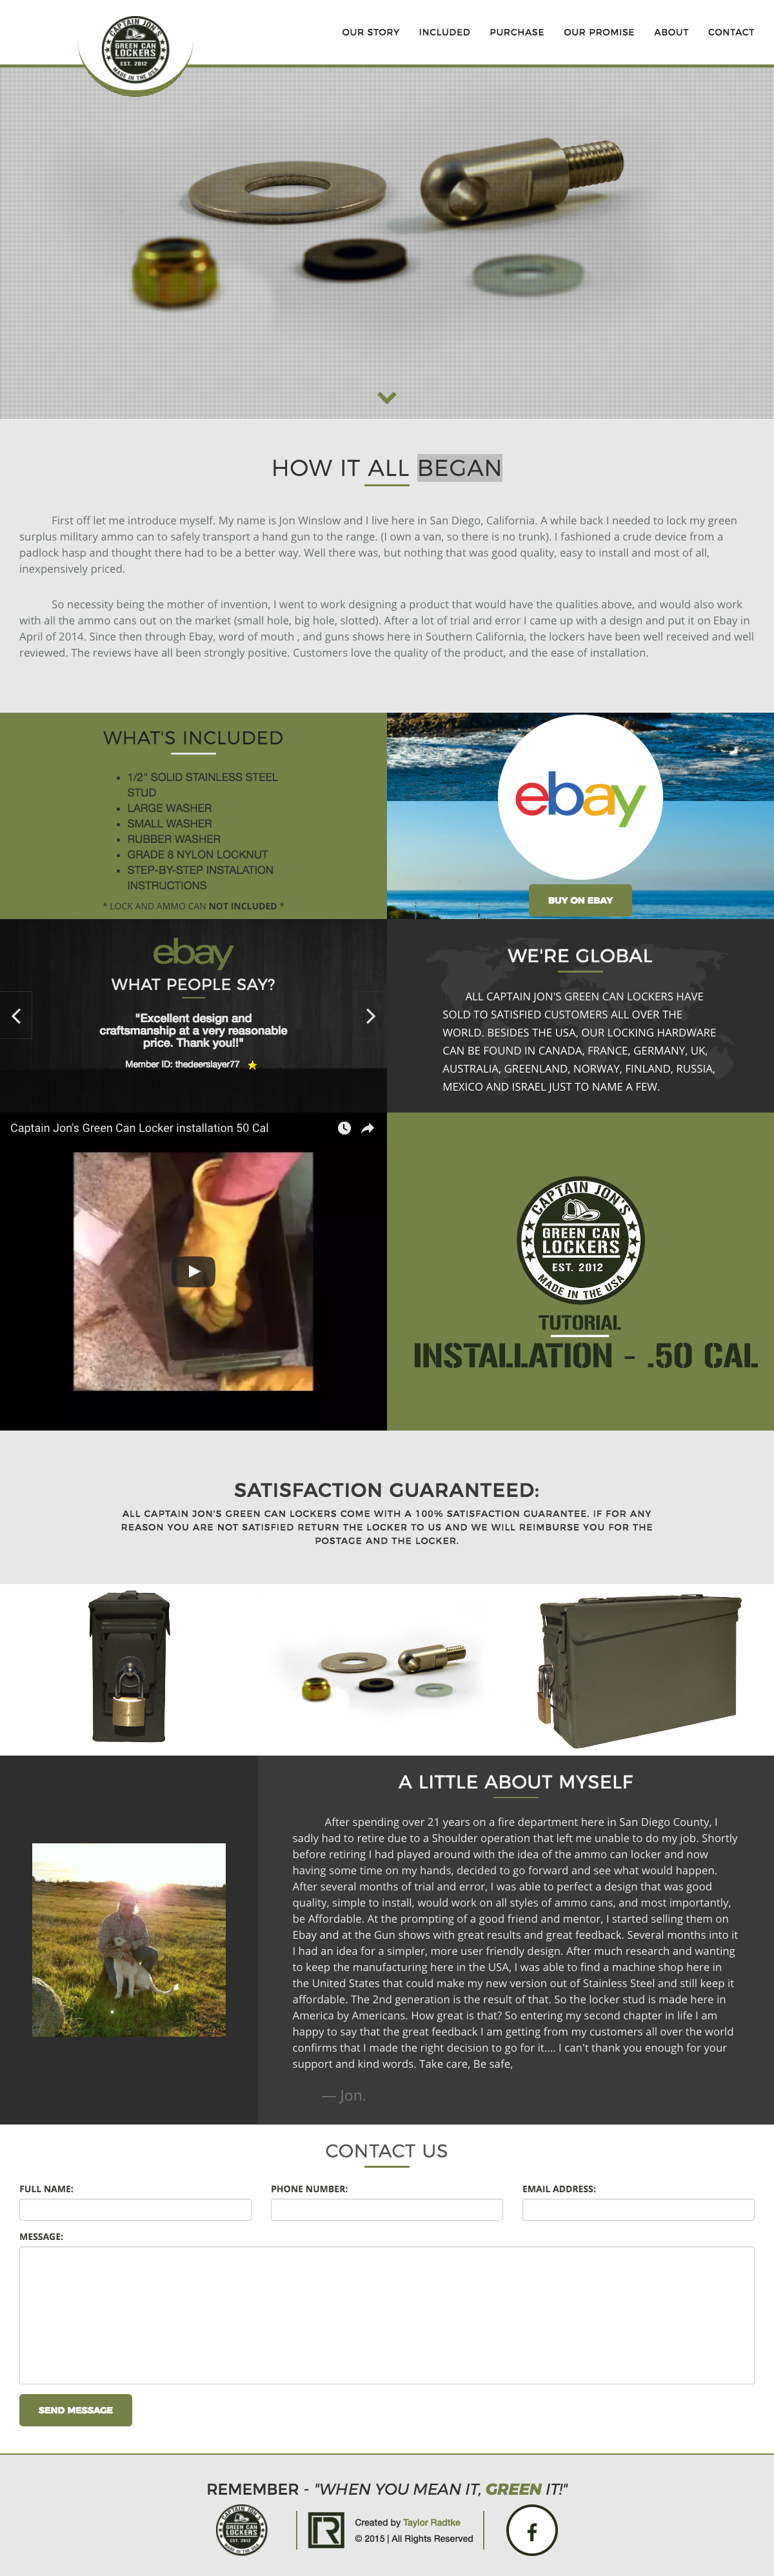 CAPTAIN JON'S
GREEN CAN
LOCKERS
EST. 2012
MADE IN THE USA
OUR STORY INCLUDED PURCHASE OUR PROMISE ABOUT CONTACT
HOW IT ALL BEGAN
First off let me introduce myself. My name is Jon Winslow and I live here in San Diego, California. A while back I needed to lock my green
surplus military ammo can to safely transport a hand gun to the range. (I own a van, so there is no trunk). I fashioned a crude device from a
padlock hasp and thought there had to be a better way. Well there was, but nothing that was good quality, easy to install and most of all,
inexpensively priced.
So necessity being the mother of invention, I went to work designing a product that would have the qualities above, and would also work
with all the ammo cans out on the market (small hole, big hole, slotted). After a lot of trial and error I came up with a design and put it on Ebay in
April of 2014. Since then through Ebay, word of mouth , and guns shows here in Southern California, the lockers have been well received and well
reviewed. The reviews have all been strongly positive. Customers love the quality of the product, and the ease of installation.
WHAT'S INCLUDED
• 1/2" SOLID STAINLESS STEEL
STUD
• LARGE WASHER
• SMALL WASHER
• RUBBER WASHER
• GRADE 8 NYLON LOCKNUT
• STEP-BY-STEP INSTALATION
INSTRUCTIONS
* LOCK AND AMMO CAN NOT INCLUDED *
ebay
BUY ON EBAY
ebay
WHAT PEOPLE SAY?
"Excellent design and
craftsmanship at a very reasonable
price. Thank you!!"
Member ID: thedeerslayer77
WE'RE GLOBAL
ALL CAPTAIN JON'S GREEN CAN LOCKERS HAVE
SOLD TO SATISFIED CUSTOMERS ALL OVER THE
WORLD. BESIDES THE USA, OUR LOCKING HARDWARE
CAN BE FOUND IN CANADA, FRANCE, GERMANY, UK,
AUSTRALIA, GREENLAND, NORWAY, FINLAND, RUSSIA,
MEXICO AND ISRAEL JUST TO NAME A FEW.
Captain Jon's Green Can Locker installation 50 Cal
CAPTAIN JON'S
GREEN CAN
LOCKERS
EST. 2012
MADE IN THE USA
TUTORIAL
INSTALLATION - .50 CAL
SATISFACTION GUARANTEED:
ALL CAPTAIN JON'S GREEN CAN LOCKERS COME WITH A 100% SATISFACTION GUARANTEE. IF FOR ANY
REASON YOU ARE NOT SATISFIED RETURN THE LOCKER TO US AND WE WILL REIMBURSE YOU FOR THE
POSTAGE AND THE LOCKER.
A LITTLE ABOUT MYSELF
After spending over 21 years on a fire department here in San Diego County, I
sadly had to retire due to a Shoulder operation that left me unable to do my job. Shortly
before retiring I had played around with the idea of the ammo can locker and now
having some time on my hands, decided to go forward and see what would happen.
After several months of trial and error, I was able to perfect a design that was good
quality, simple to install, would work on all styles of ammo cans, and most importantly,
be Affordable. At the prompting of a good friend and mentor, I started selling them on
Ebay and at the Gun shows with great results and great feedback. Several months into it
I had an idea for a simpler, more user friendly design. After much research and wanting
to keep the manufacturing here in the USA, I was able to find a machine shop here in
the United States that could make my new version out of Stainless Steel and still keep it
affordable. The 2nd generation is the result of that. So the locker stud is made here in
America by Americans. How great is that? So entering my second chapter in life I am
happy to say that the great feedback I am getting from my customers all over the world
confirms that I made the right decision to go for it.... I can't thank you enough for your
support and kind words. Take care, Be safe,
— Jon.
CONTACT US
FULL NAME: PHONE NUMBER: EMAIL ADDRESS:
MESSAGE:
SEND MESSAGE
REMEMBER - "WHEN YOU MEAN IT, GREEN IT!"
CAPTAIN JON'S
GREEN CAN
LOCKERS
EST. 2012
MADE IN THE USA
Created by Taylor Radtke
© 2015 | All Rights Reserved